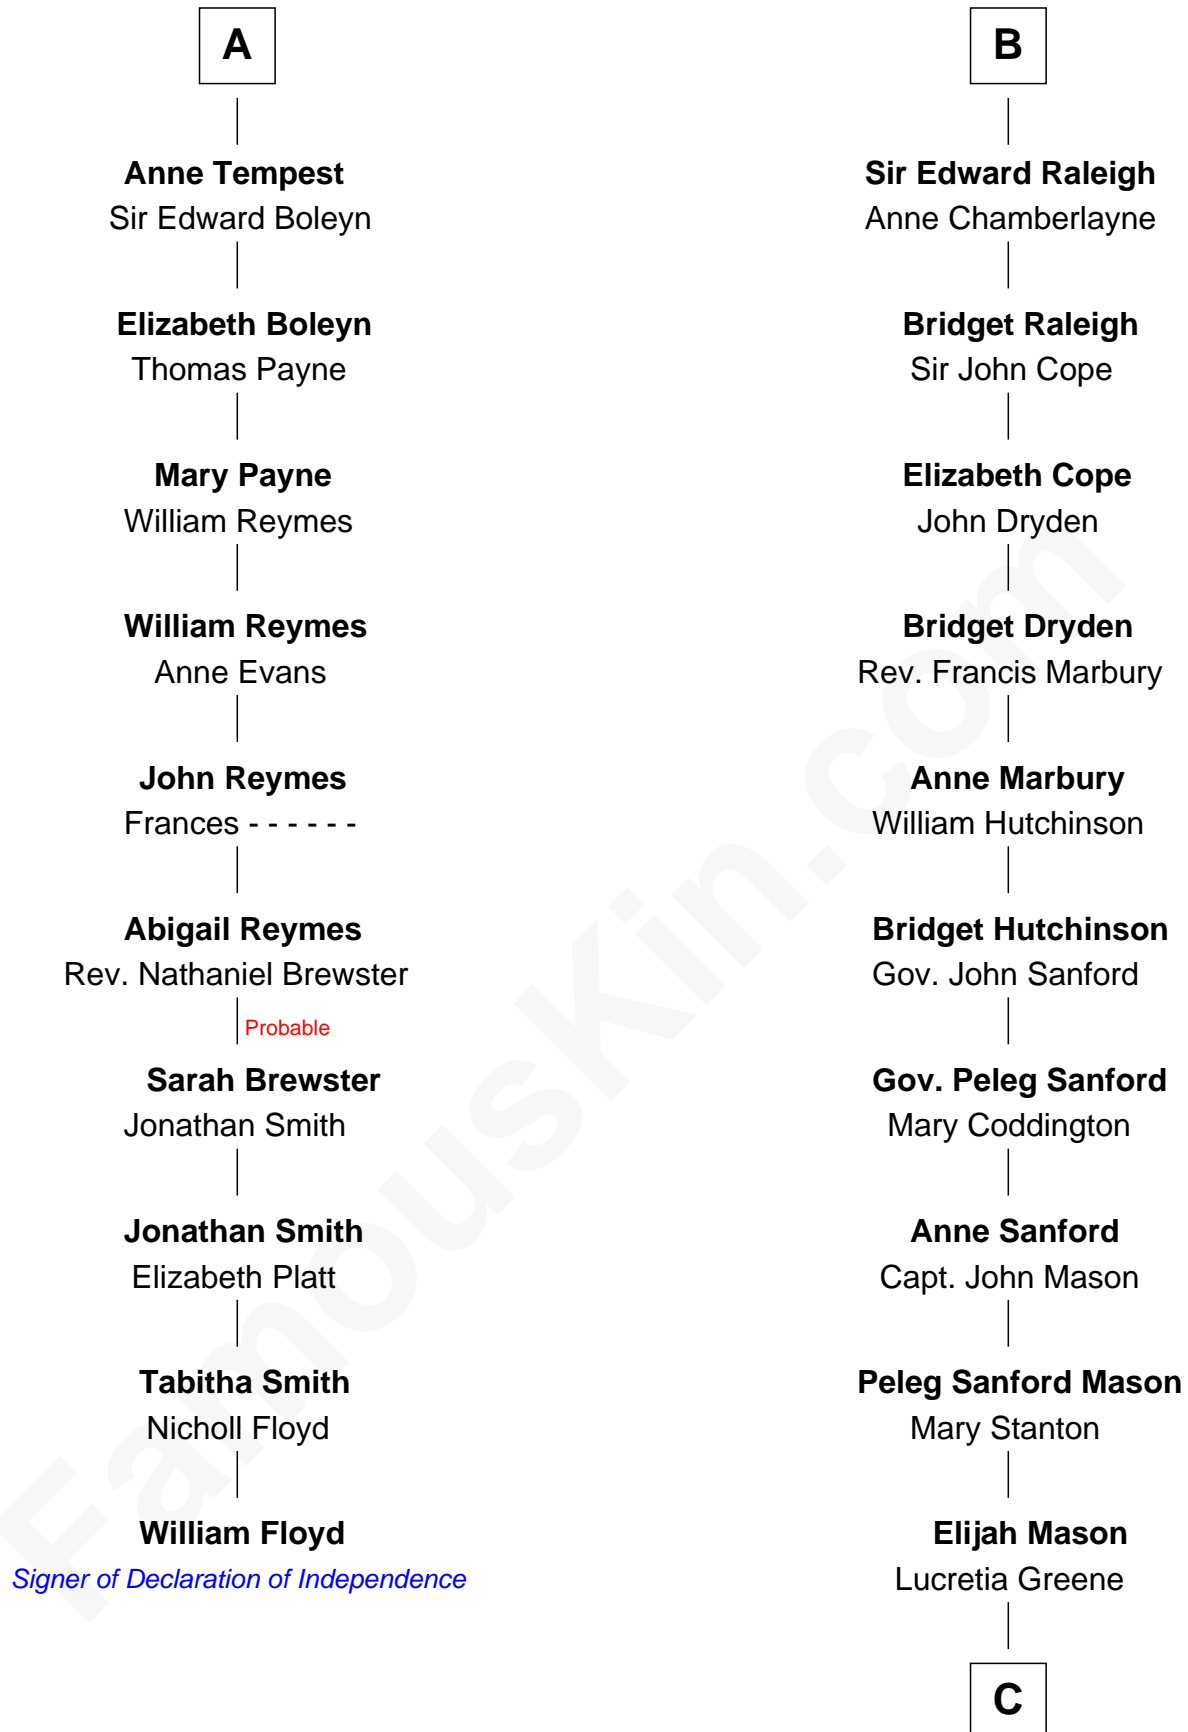 A
Anne Tempest
Sir Edward Boleyn
Elizabeth Boleyn
Thomas Payne
Mary Payne
William Reymes
William Reymes
Anne Evans
John Reymes
Frances - - - - - -
Abigail Reymes
Rev. Nathaniel Brewster
Probable
Sarah Brewster
Jonathan Smith
Jonathan Smith
Elizabeth Platt
Tabitha Smith
Nicholl Floyd
William Floyd
Signer of Declaration of Independence
B
Sir Edward Raleigh
Anne Chamberlayne
Bridget Raleigh
Sir John Cope
Elizabeth Cope
John Dryden
Bridget Dryden
Rev. Francis Marbury
Anne Marbury
William Hutchinson
Bridget Hutchinson
Gov. John Sanford
Gov. Peleg Sanford
Mary Coddington
Anne Sanford
Capt. John Mason
Peleg Sanford Mason
Mary Stanton
Elijah Mason
Lucretia Greene
C
FamousKin.com